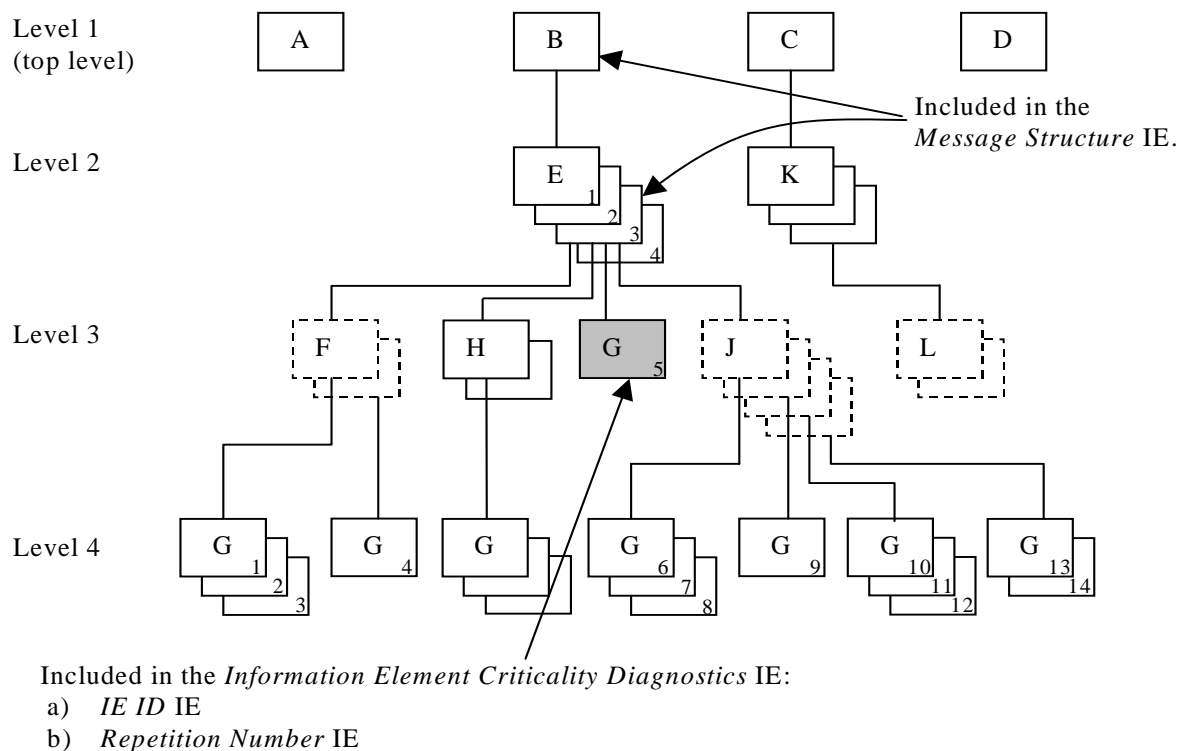 Level 1
(top level)
A
B
C
D
Included in the
Message Structure IE.
Level 2
E
1
2
3
4
K
Level 3
F
H
G
5
J
L
Level 4
G
1
2
3
G
4
G
G
6
7
8
G
9
G
10
11
12
G
13
14
Included in the Information Element Criticality Diagnostics IE:
a) IE ID IE
b) Repetition Number IE